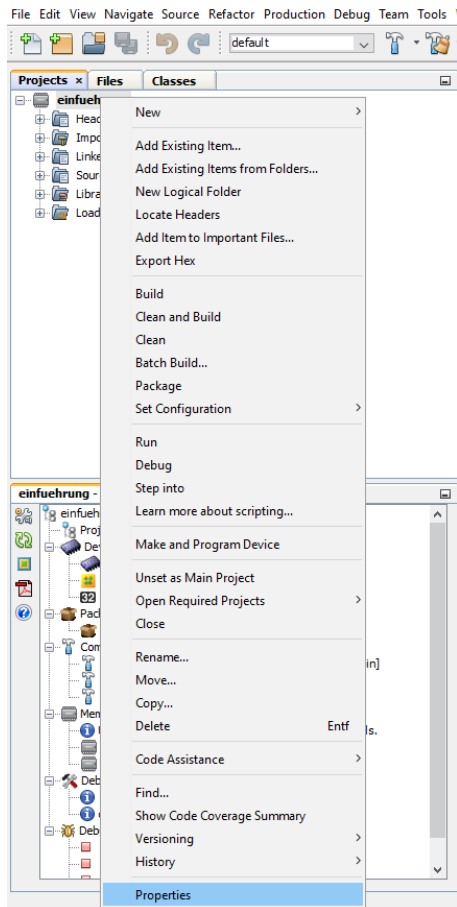 File Edit View Navigate Source Refactor Production Debug Team Tools
default
Projects × Files Classes
einfueh
Head
Impo
Linke
Sour
Libra
Load
New
Add Existing Item...
Add Existing Items from Folders...
New Logical Folder
Locate Headers
Add Item to Important Files...
Export Hex
Build
Clean and Build
Clean
Batch Build...
Package
Set Configuration
Run
Debug
Step into
Learn more about scripting...
Make and Program Device
Unset as Main Project
Open Required Projects
Close
Rename...
Move...
Copy...
Delete Entf
Code Assistance
Find...
Show Code Coverage Summary
Versioning
History
Properties
einfuehrung -
einfueh
Proj
De
32
Pack
Com
in]
Mem
ls.
Deb
Deb